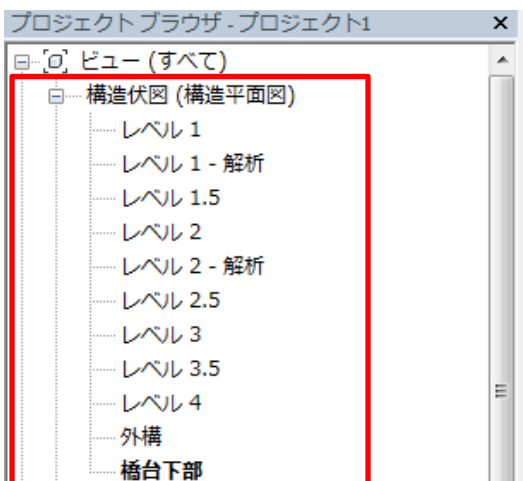 プロジェクト ブラウザ - プロジェクト1
ビュー (すべて)
構造伏図 (構造平面図)
レベル 1
レベル 1 - 解析
レベル 1.5
レベル 2
レベル 2 - 解析
レベル 2.5
レベル 3
レベル 3.5
レベル 4
外構
橋台下部